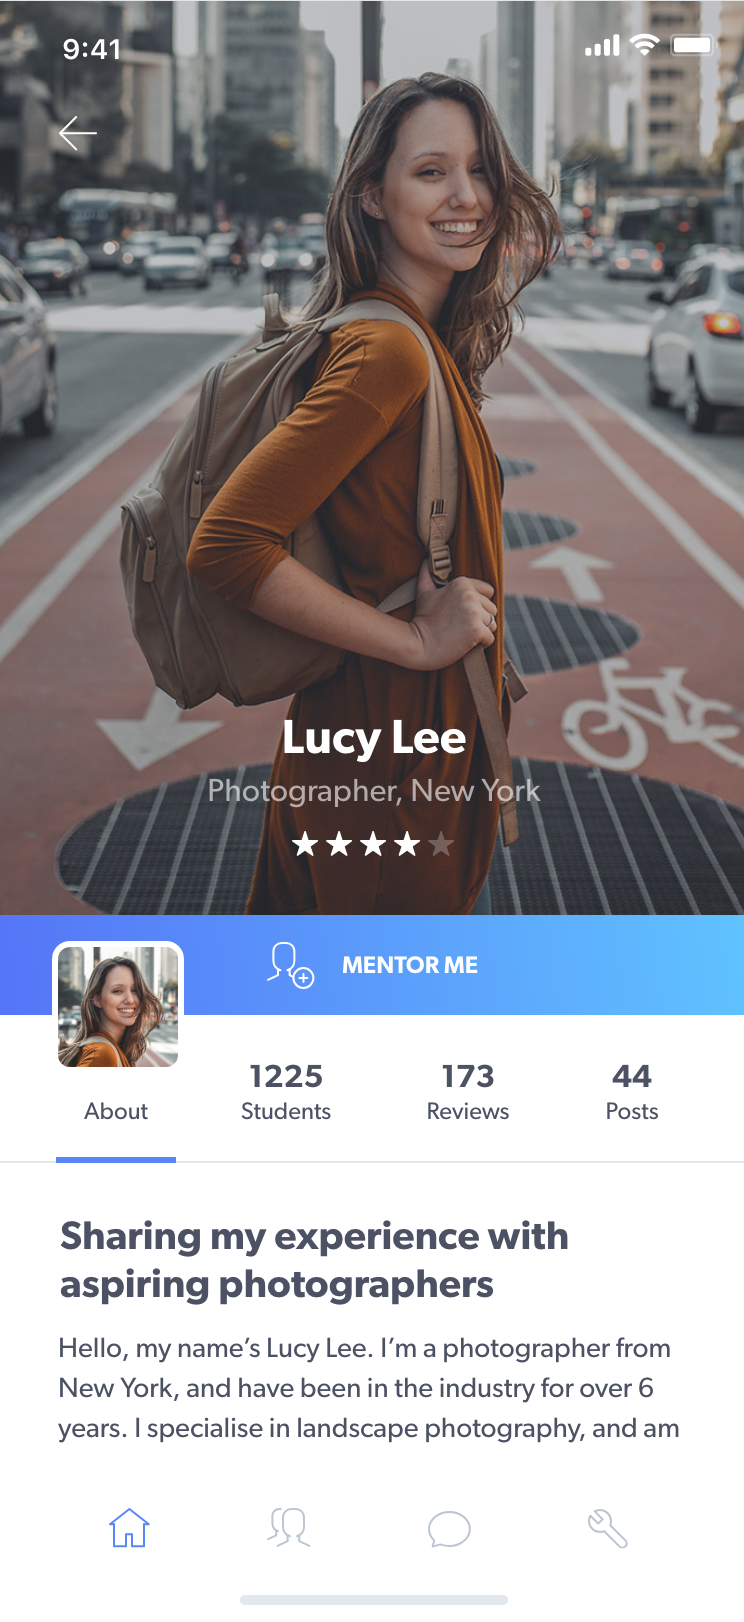 9:41
Lucy Lee
Photographer, New York
MENTOR ME
About
1225
Students
173
Reviews
44
Posts
Sharing my experience with
aspiring photographers
Hello, my name’s Lucy Lee. I’m a photographer from
New York, and have been in the industry for over 6
years. I specialise in landscape photography, and am